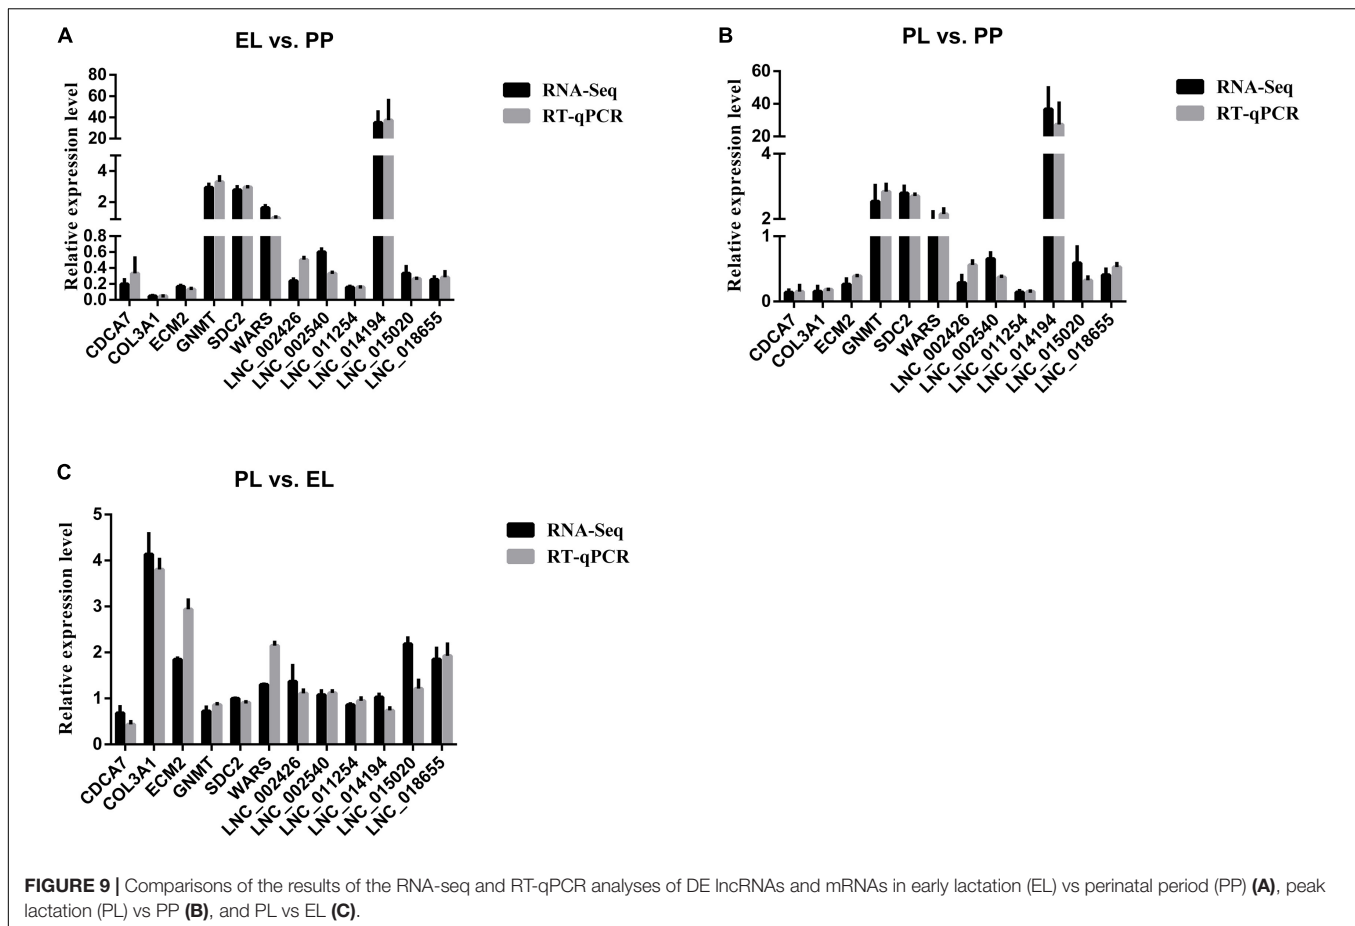 A
EL vs. PP
Relative expression level
80
60
40
20
4
2
0.8
0.6
0.4
0.2
0.0
RNA-Seq
RT-qPCR
CDCA7
COL3A1
ECM2
GNMT
SDC2
WARS
LNC_002426
LNC_002540
LNC_011254
LNC_014194
LNC_015020
LNC_018655
B
PL vs. PP
Relative expression level
60
40
20
4
2
1
0
RNA-Seq
RT-qPCR
CDCA7
COL3A1
ECM2
GNMT
SDC2
WARS
LNC_002426
LNC_002540
LNC_011254
LNC_014194
LNC_015020
LNC_018655
C
PL vs. EL
Relative expression level
5
4
3
2
1
0
RNA-Seq
RT-qPCR
CDCA7
COL3A1
ECM2
GNMT
SDC2
WARS
LNC_002426
LNC_002540
LNC_011254
LNC_014194
LNC_015020
LNC_018655
FIGURE 9 | Comparisons of the results of the RNA-seq and RT-qPCR analyses of DE lncRNAs and mRNAs in early lactation (EL) vs perinatal period (PP) (A), peak
lactation (PL) vs PP (B), and PL vs EL (C).